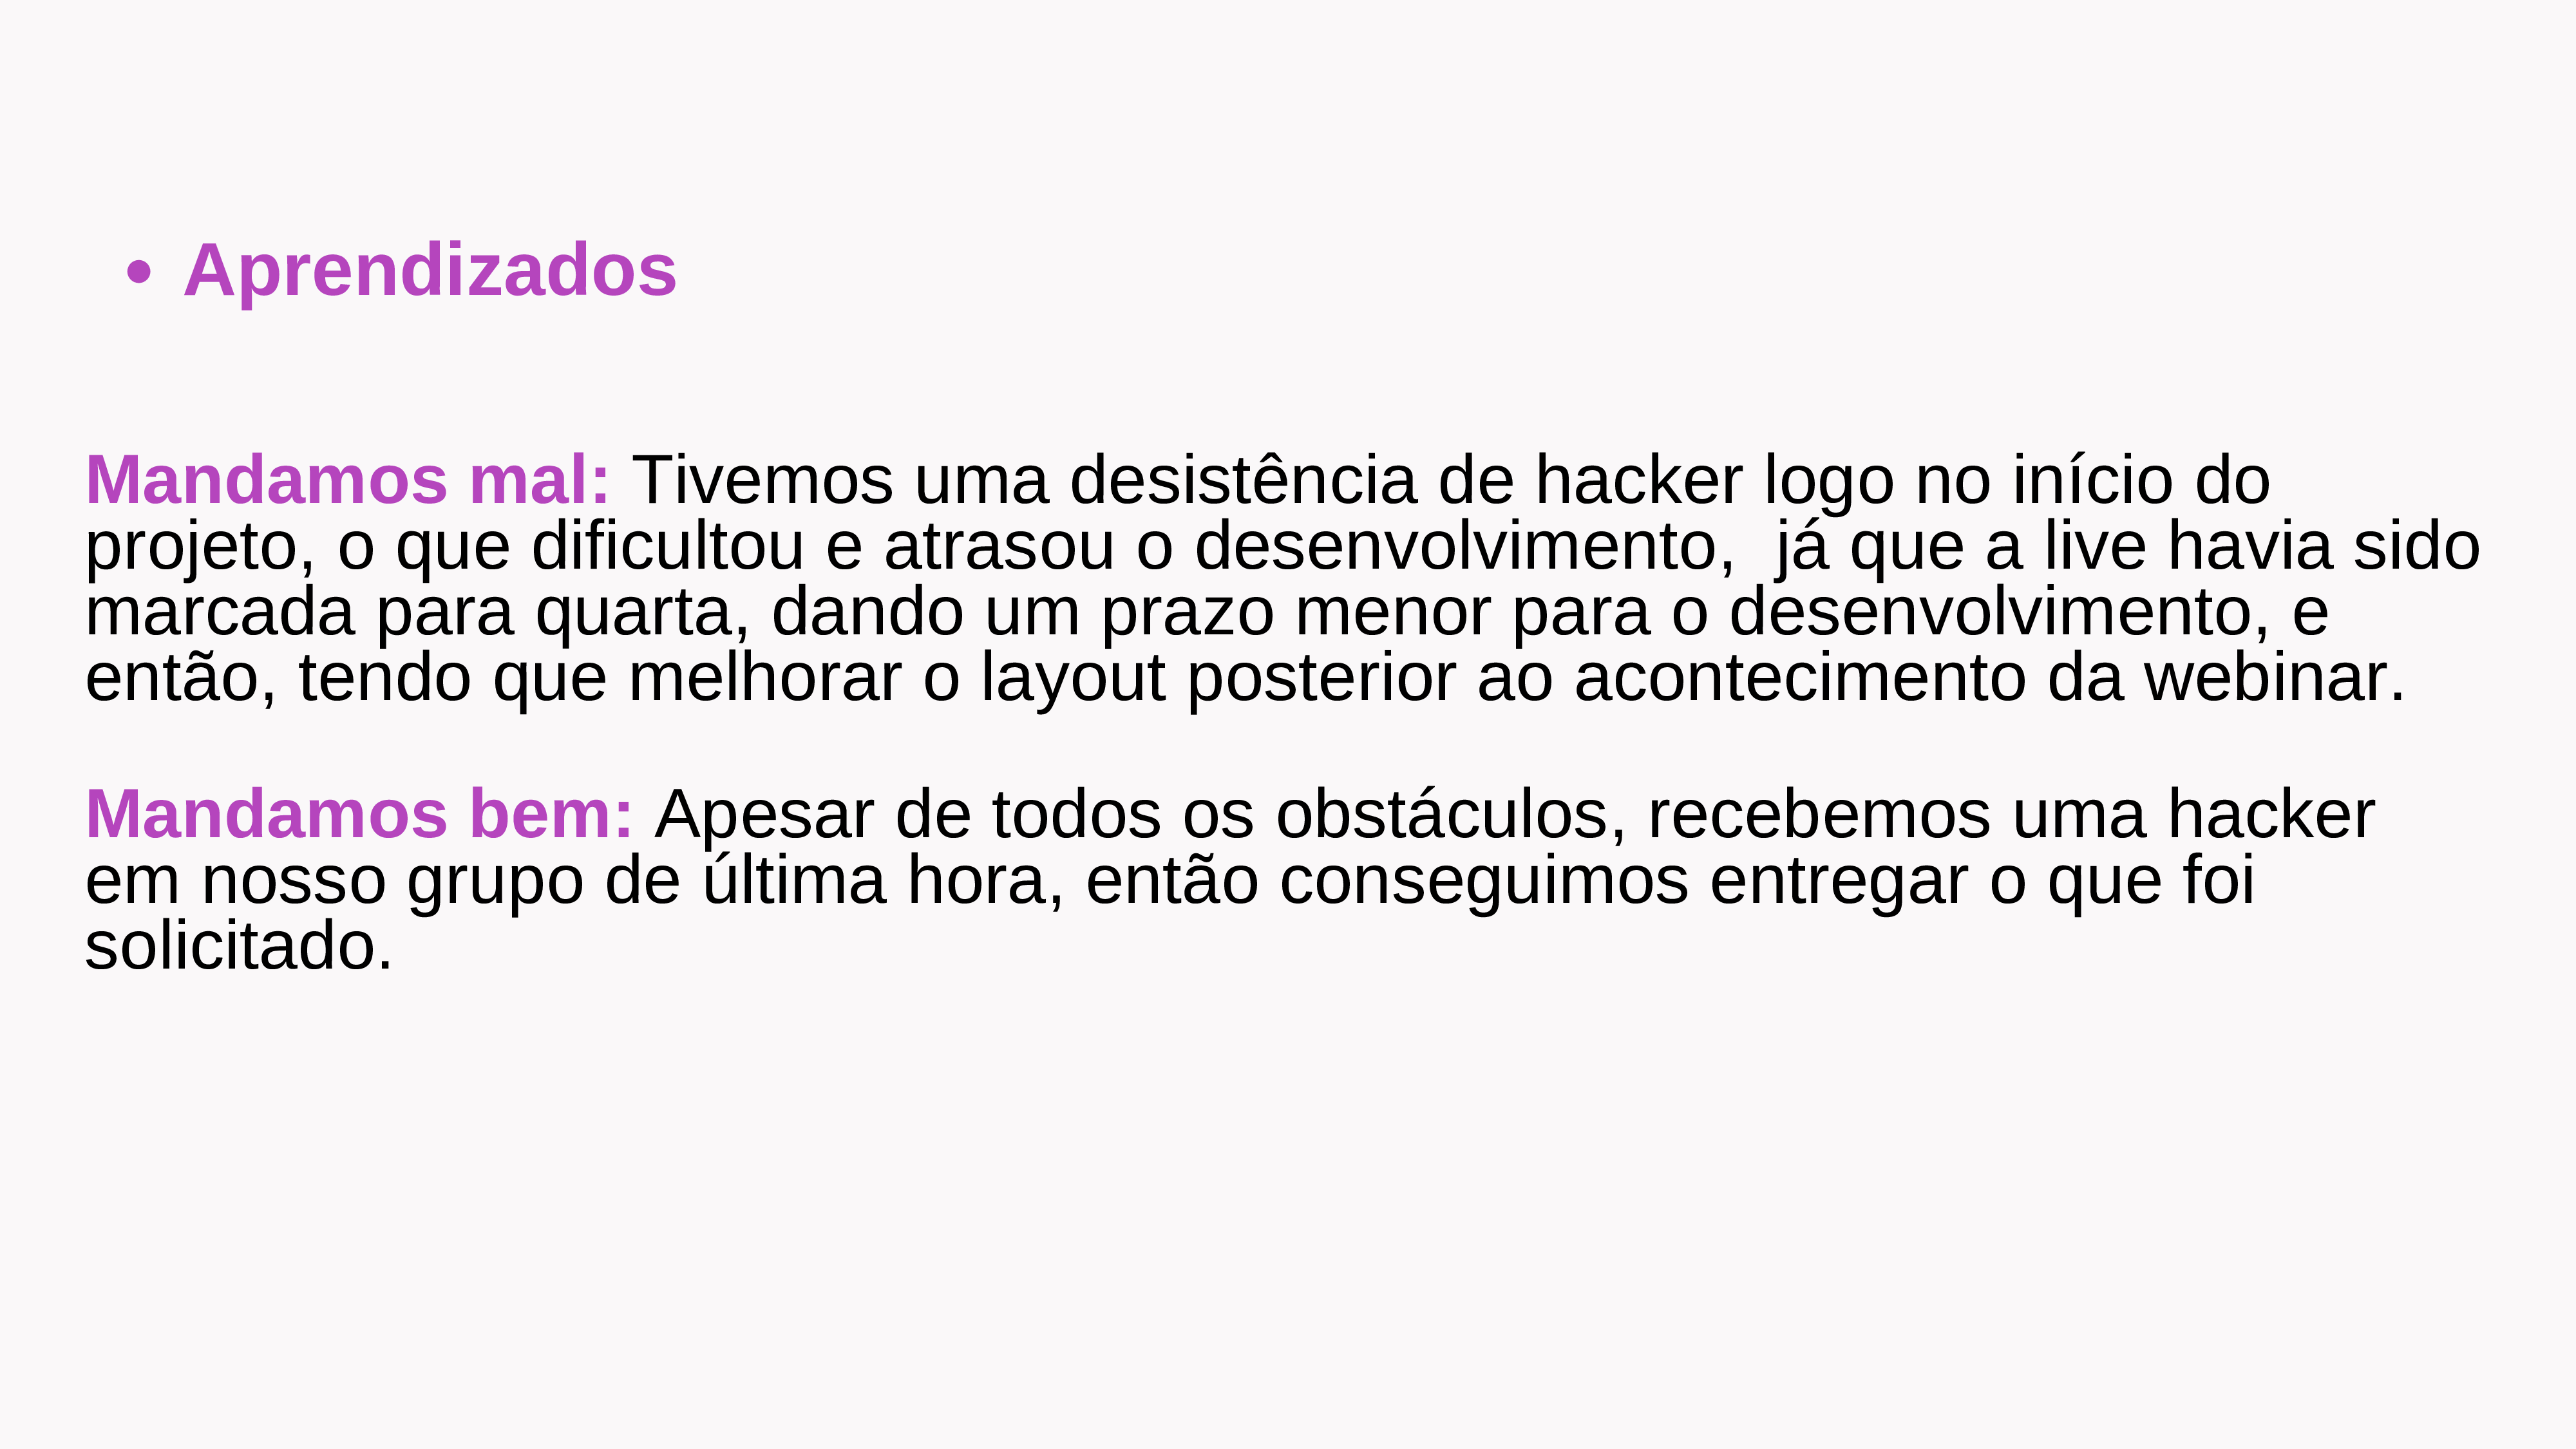 • Aprendizados
Mandamos mal: Tivemos uma desistência de hacker logo no início do
projeto, o que dificultou e atrasou o desenvolvimento,  já que a live havia sido
marcada para quarta, dando um prazo menor para o desenvolvimento, e
então, tendo que melhorar o layout posterior ao acontecimento da webinar.
Mandamos bem: Apesar de todos os obstáculos, recebemos uma hacker
em nosso grupo de última hora, então conseguimos entregar o que foi
solicitado.